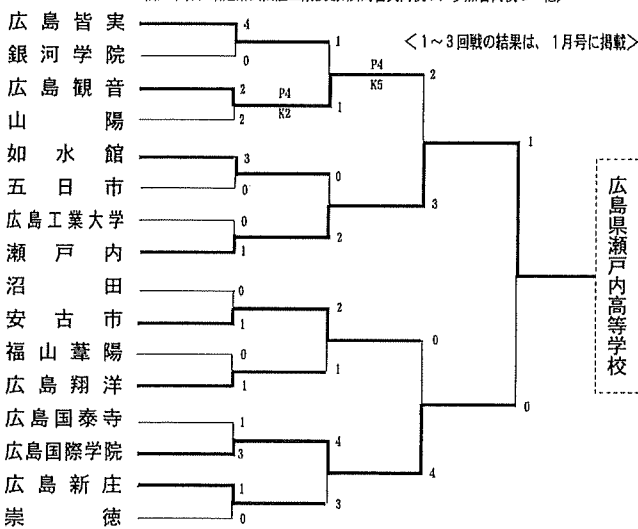 <1~3回戦の結果は、1月号に掲載>
広島皆実 4
銀河学院 0
広島観音 2
山陽 2
P4
K2
1
1
如水館 3
五日市 0
広島工業大学 0
瀬戸内 1
0
2
P4
K5
2
3
沼田 0
安古市 1
福山葦陽 0
広島翔洋 1
2
1
広島国泰寺 1
広島国際学院 3
広島新庄 1
崇徳 0
4
3
0
4
1
0
広島県瀬戸内高等学校